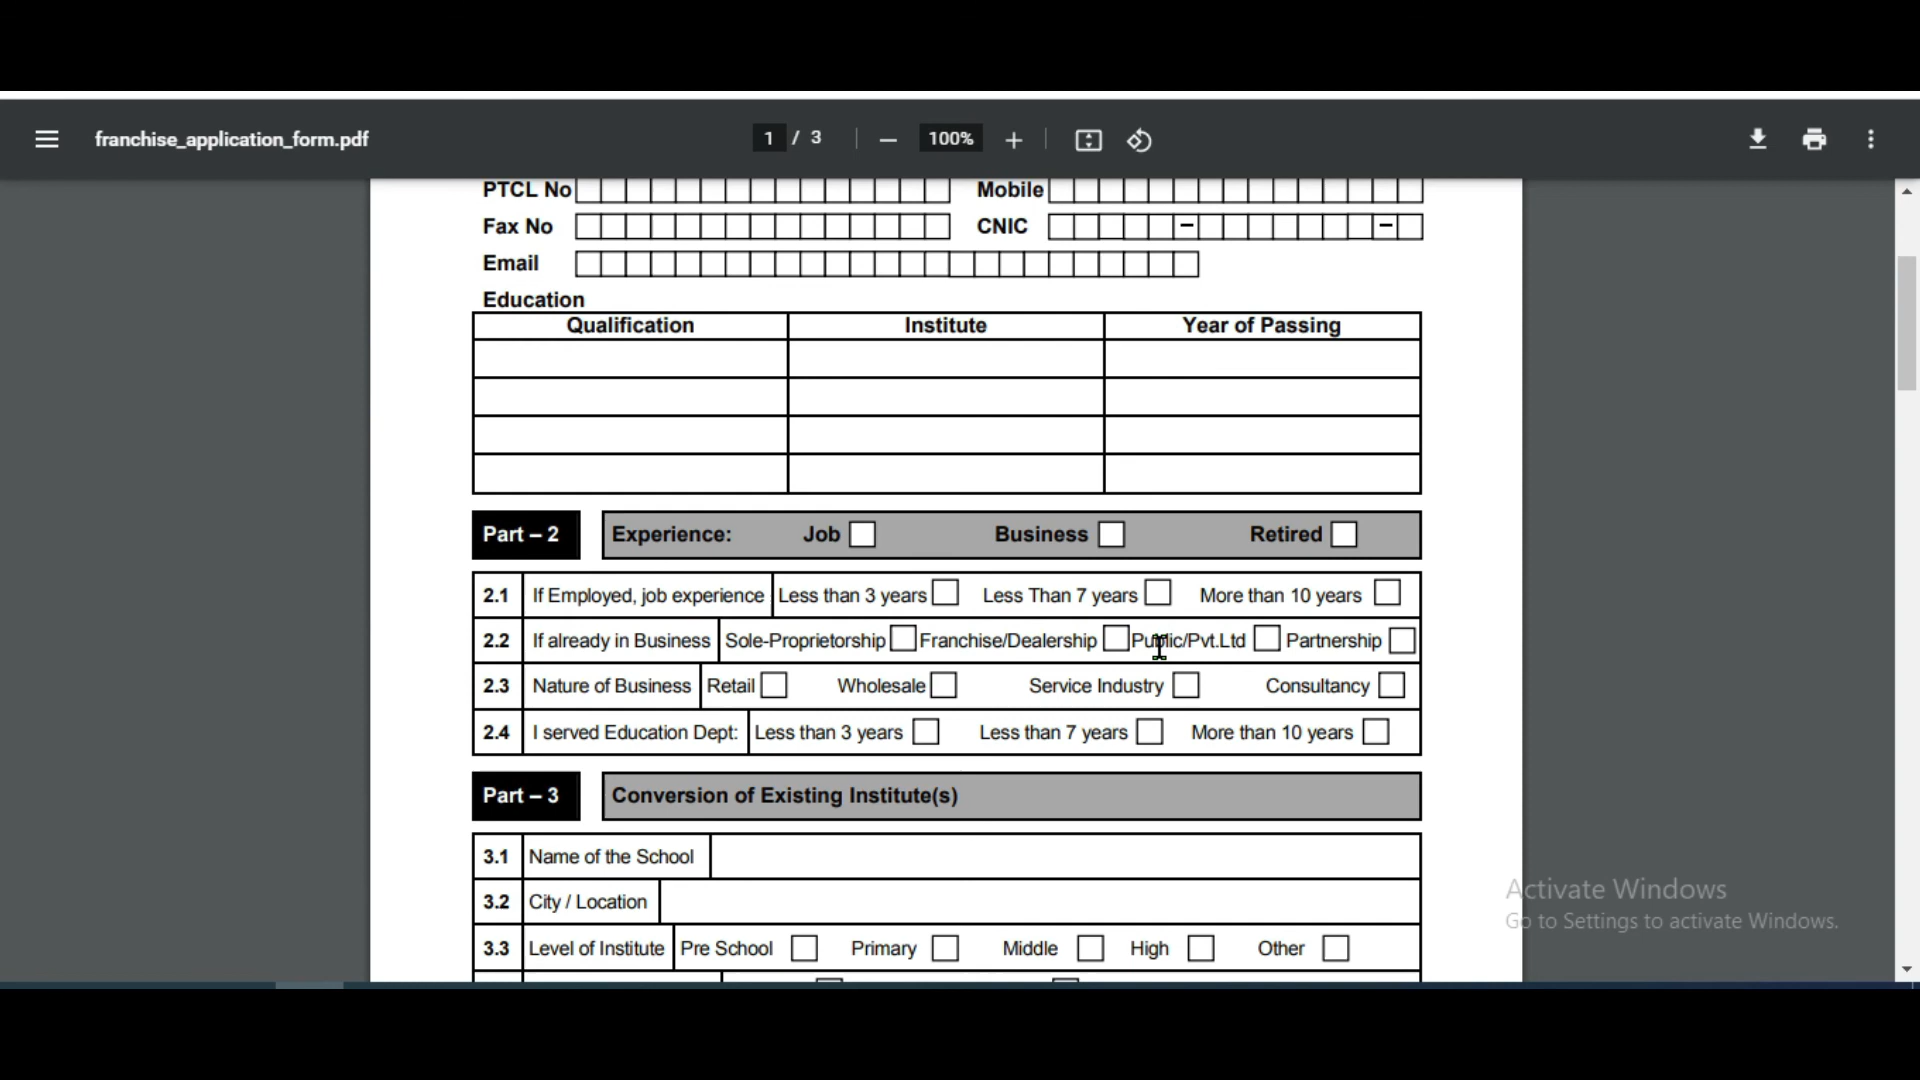 franchise_application_form.pdf 1 / 3 100%
PTCL No Mobile
Fax No CNIC – –
Email
Education
Qualification Institute Year of Passing
Part – 2 Experience: Job Business Retired
2.1 If Employed, job experience Less than 3 years Less Than 7 years More than 10 years
2.2 If already in Business Sole-Proprietorship Franchise/Dealership Public/Pvt.Ltd Partnership
2.3 Nature of Business Retail Wholesale Service Industry Consultancy
2.4 I served Education Dept: Less than 3 years Less than 7 years More than 10 years
Part – 3 Conversion of Existing Institute(s)
3.1 Name of the School
3.2 City / Location
3.3 Level of Institute Pre School Primary Middle High Other
Activate Windows
Go to Settings to activate Windows.